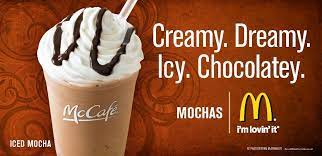 Creamy. Dreamy.
Icy. Chocolatey.
McCafé
MOCHAS
i'm lovin' it
ICED MOCHA